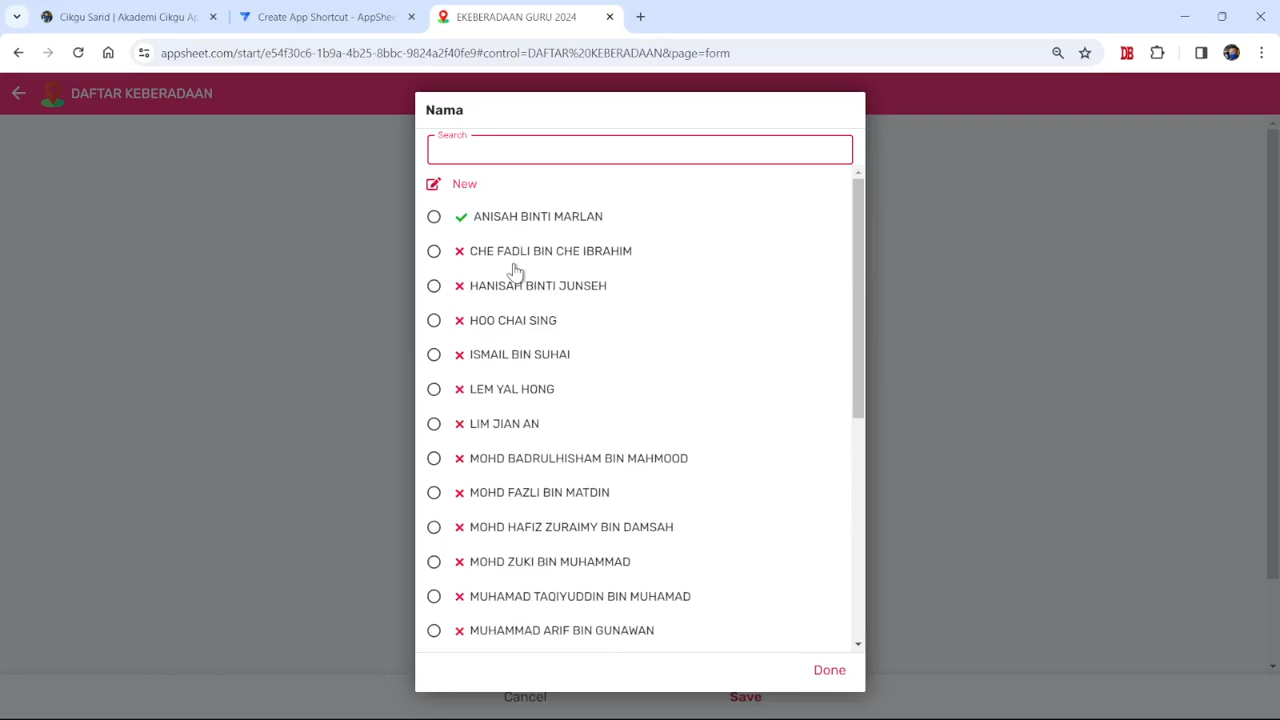 Cikgu Sarid | Akademi Cikgu Ap
Create App Shortcut - AppShee
EKEBERADAAN GURU 2024
appsheet.com/start/e54f30c6-1b9a-4b25-8bbc-9824a2f40fe9#control=DAFTAR%20KEBERADAAN&page=form
DB
DAFTAR KEBERADAAN
Nama
Search
New
ANISAH BINTI MARLAN
CHE FADLI BIN CHE IBRAHIM
HANISAH BINTI JUNSEH
HOO CHAI SING
ISMAIL BIN SUHAI
LEM YAL HONG
LIM JIAN AN
MOHD BADRULHISHAM BIN MAHMOOD
MOHD FAZLI BIN MATDIN
MOHD HAFIZ ZURAIMY BIN DAMSAH
MOHD ZUKI BIN MUHAMMAD
MUHAMAD TAQIYUDDIN BIN MUHAMAD
MUHAMMAD ARIF BIN GUNAWAN
Done
Cancel
Save